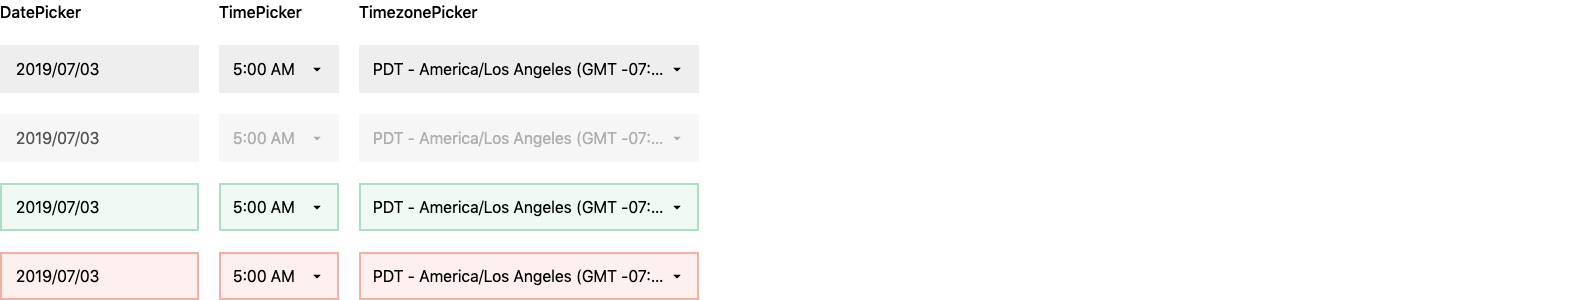 DatePicker TimePicker TimezonePicker
2019/07/03 5:00 AM PDT - America/Los Angeles (GMT -07:...
2019/07/03 5:00 AM PDT - America/Los Angeles (GMT -07:...
2019/07/03 5:00 AM PDT - America/Los Angeles (GMT -07:...
2019/07/03 5:00 AM PDT - America/Los Angeles (GMT -07:...